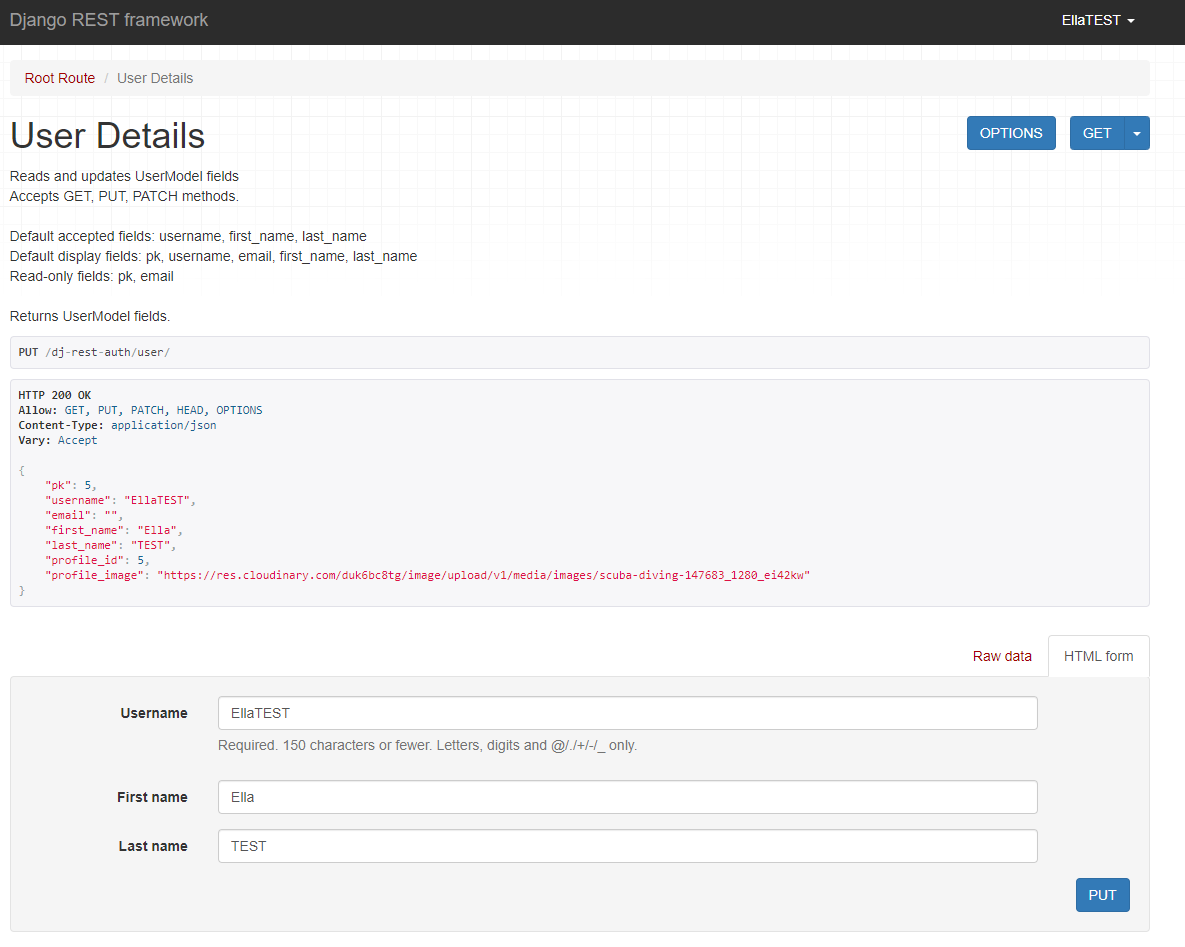 Django REST framework
EllaTEST
Root Route / User Details
User Details
OPTIONS
GET
Reads and updates UserModel fields
Accepts GET, PUT, PATCH methods.
Default accepted fields: username, first_name, last_name
Default display fields: pk, username, email, first_name, last_name
Read-only fields: pk, email
Returns UserModel fields.
PUT /dj-rest-auth/user/
HTTP 200 OK
Allow: GET, PUT, PATCH, HEAD, OPTIONS
Content-Type: application/json
Vary: Accept
{
    "pk": 5,
    "username": "EllaTEST",
    "email": "",
    "first_name": "Ella",
    "last_name": "TEST",
    "profile_id": 5,
    "profile_image": "https://res.cloudinary.com/duk6bc8tg/image/upload/v1/media/images/scuba-diving-147683_1280_ei42kw"
}
Raw data
HTML form
Username
EllaTEST
Required. 150 characters or fewer. Letters, digits and @/./+/-/_ only.
First name
Ella
Last name
TEST
PUT